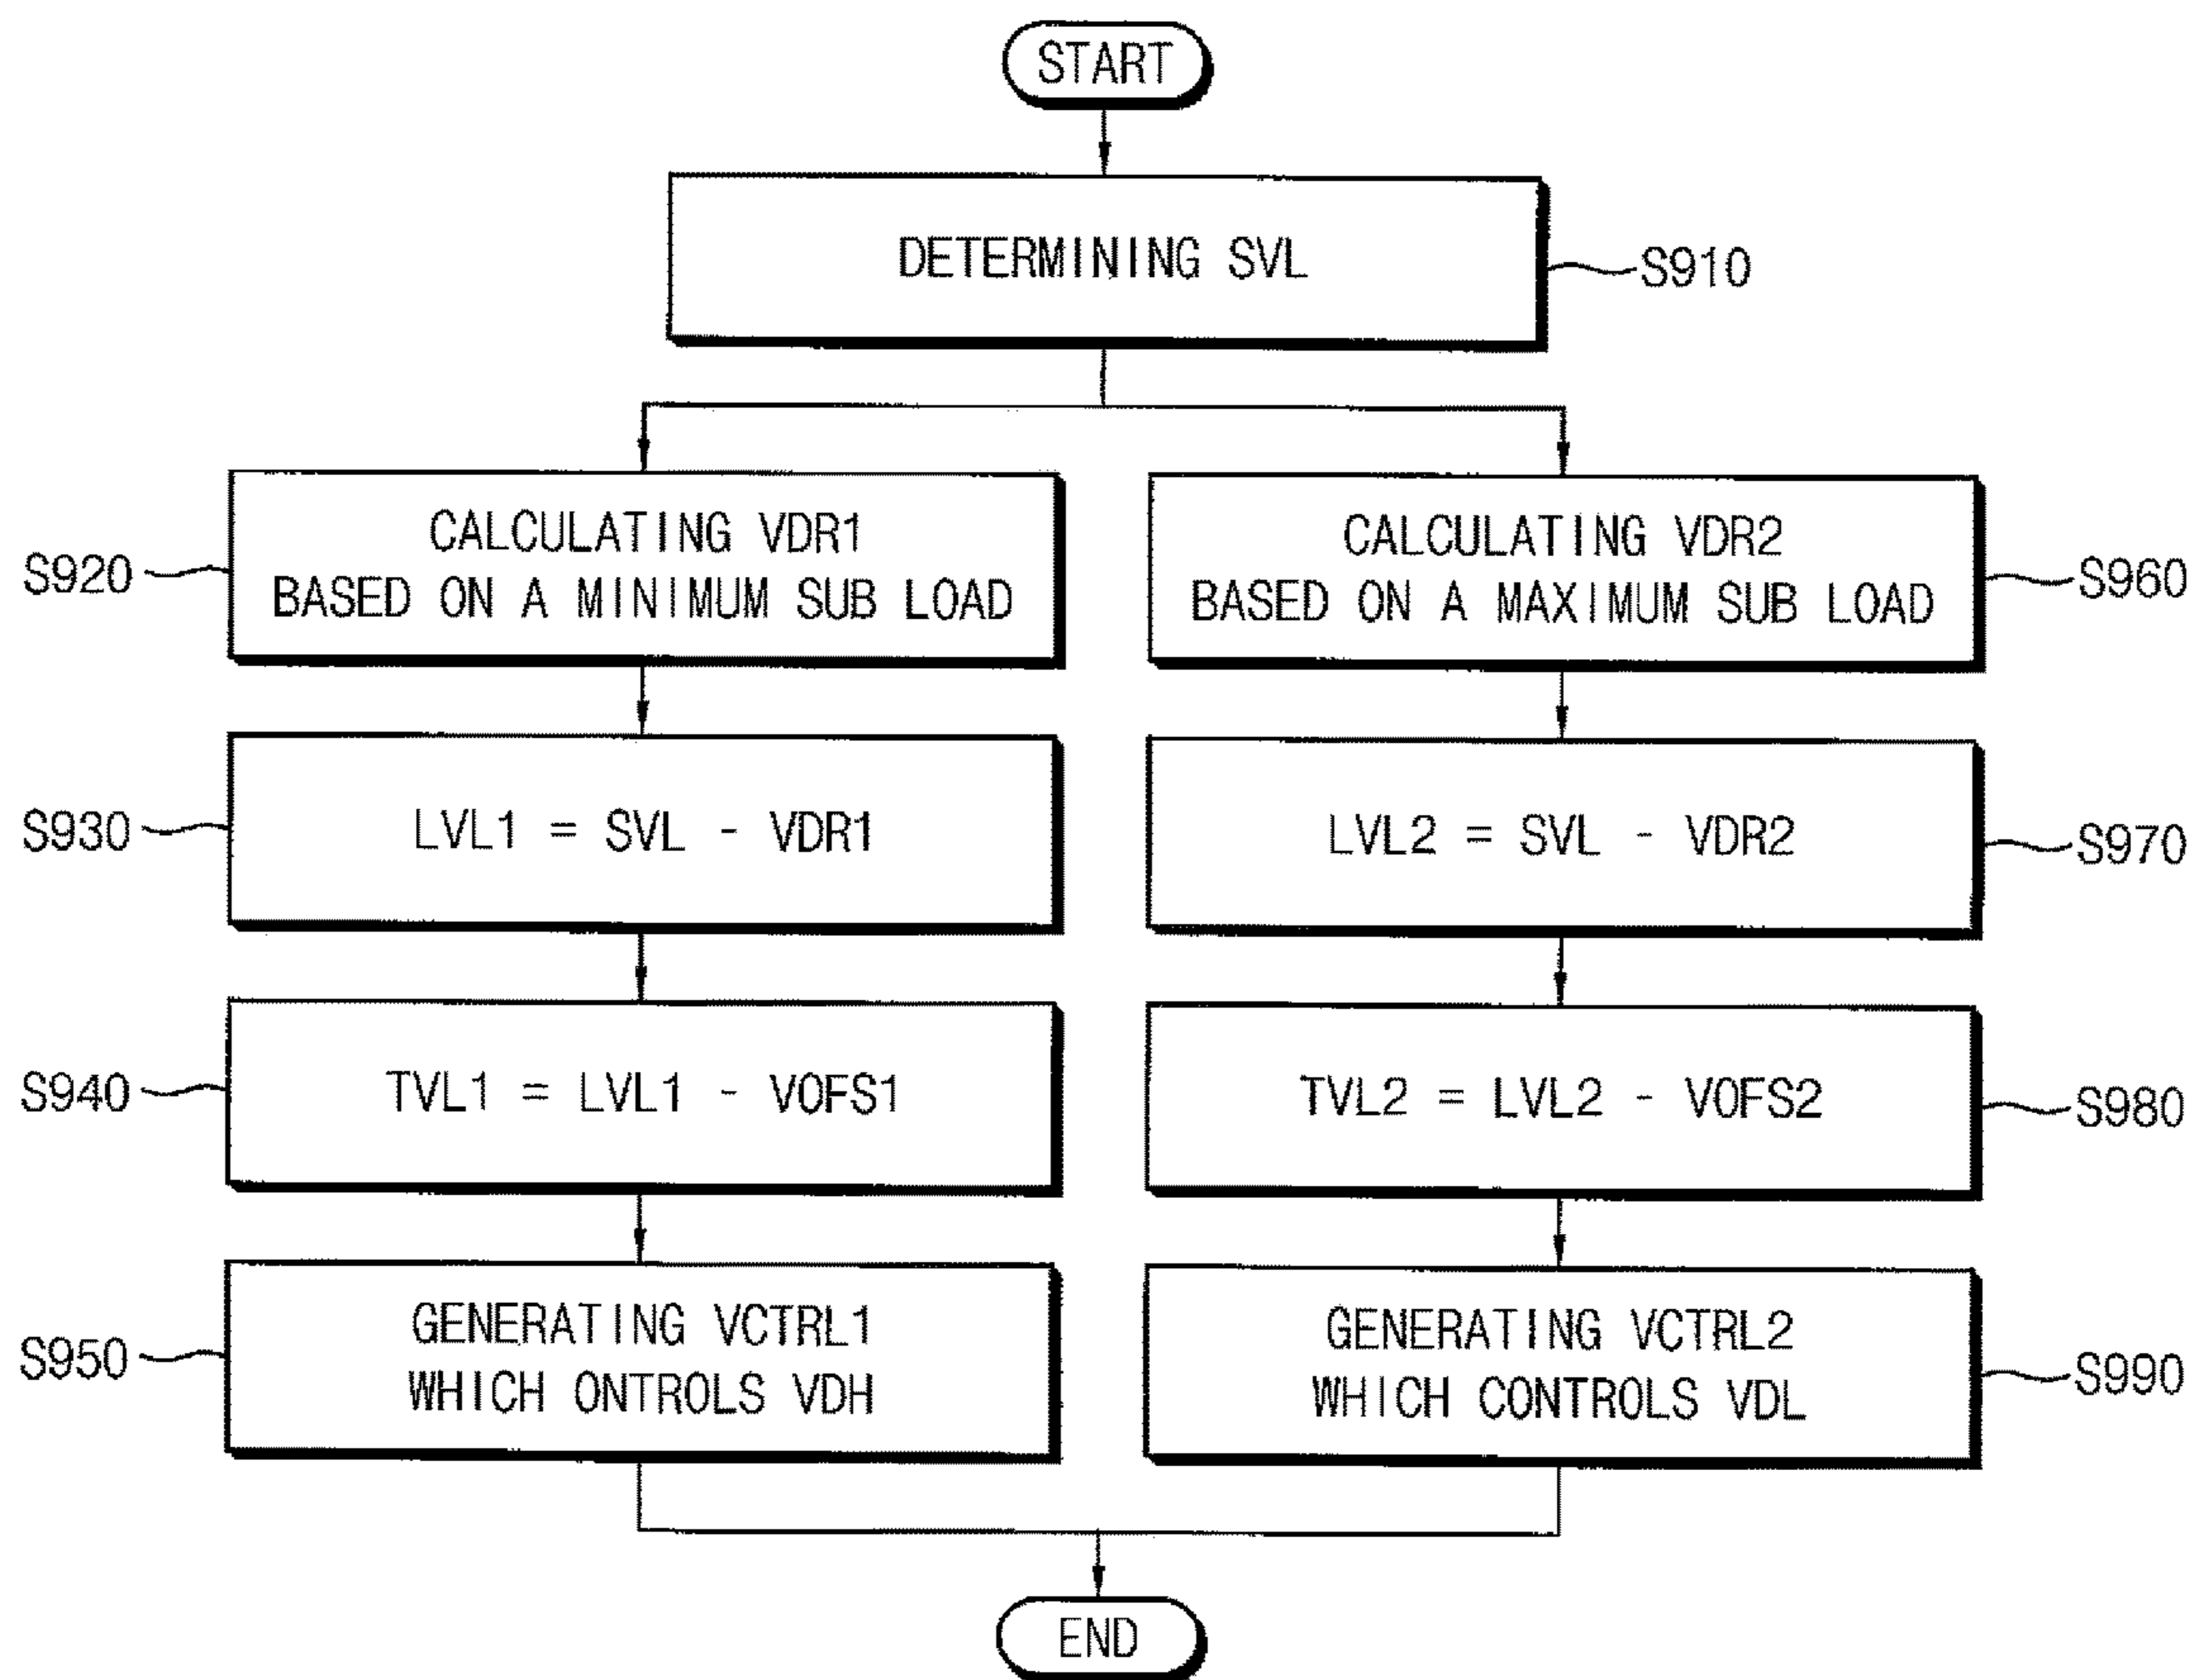 START
DETERMINING SVL
S910
CALCULATING VDR1
BASED ON A MINIMUM SUB LOAD
S920
LVL1 = SVL - VDR1
S930
TVL1 = LVL1 - VOFS1
S940
GENERATING VCTRL1
WHICH ONTROLS VDH
S950
CALCULATING VDR2
BASED ON A MAXIMUM SUB LOAD
S960
LVL2 = SVL - VDR2
S970
TVL2 = LVL2 - VOFS2
S980
GENERATING VCTRL2
WHICH CONTROLS VDL
S990
END